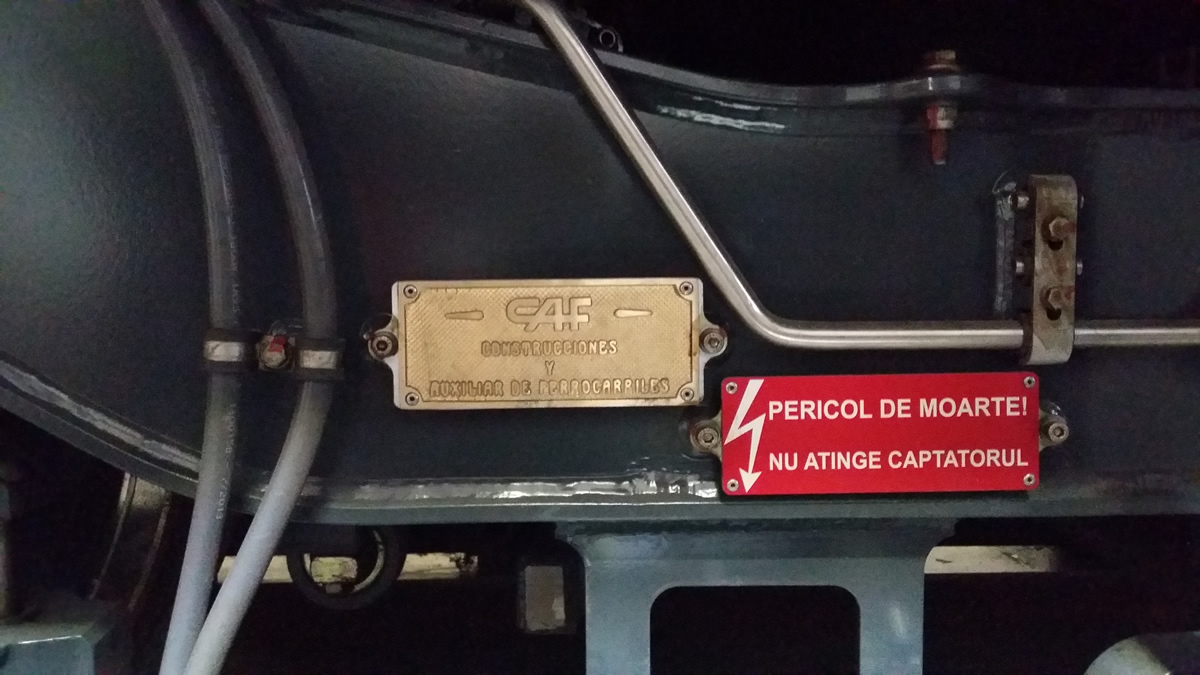 CAF
CONSTRUCCIONES
Y
AUXILIAR DE FERROCARRILES
PERICOL DE MOARTE!
NU ATINGE CAPTATORUL